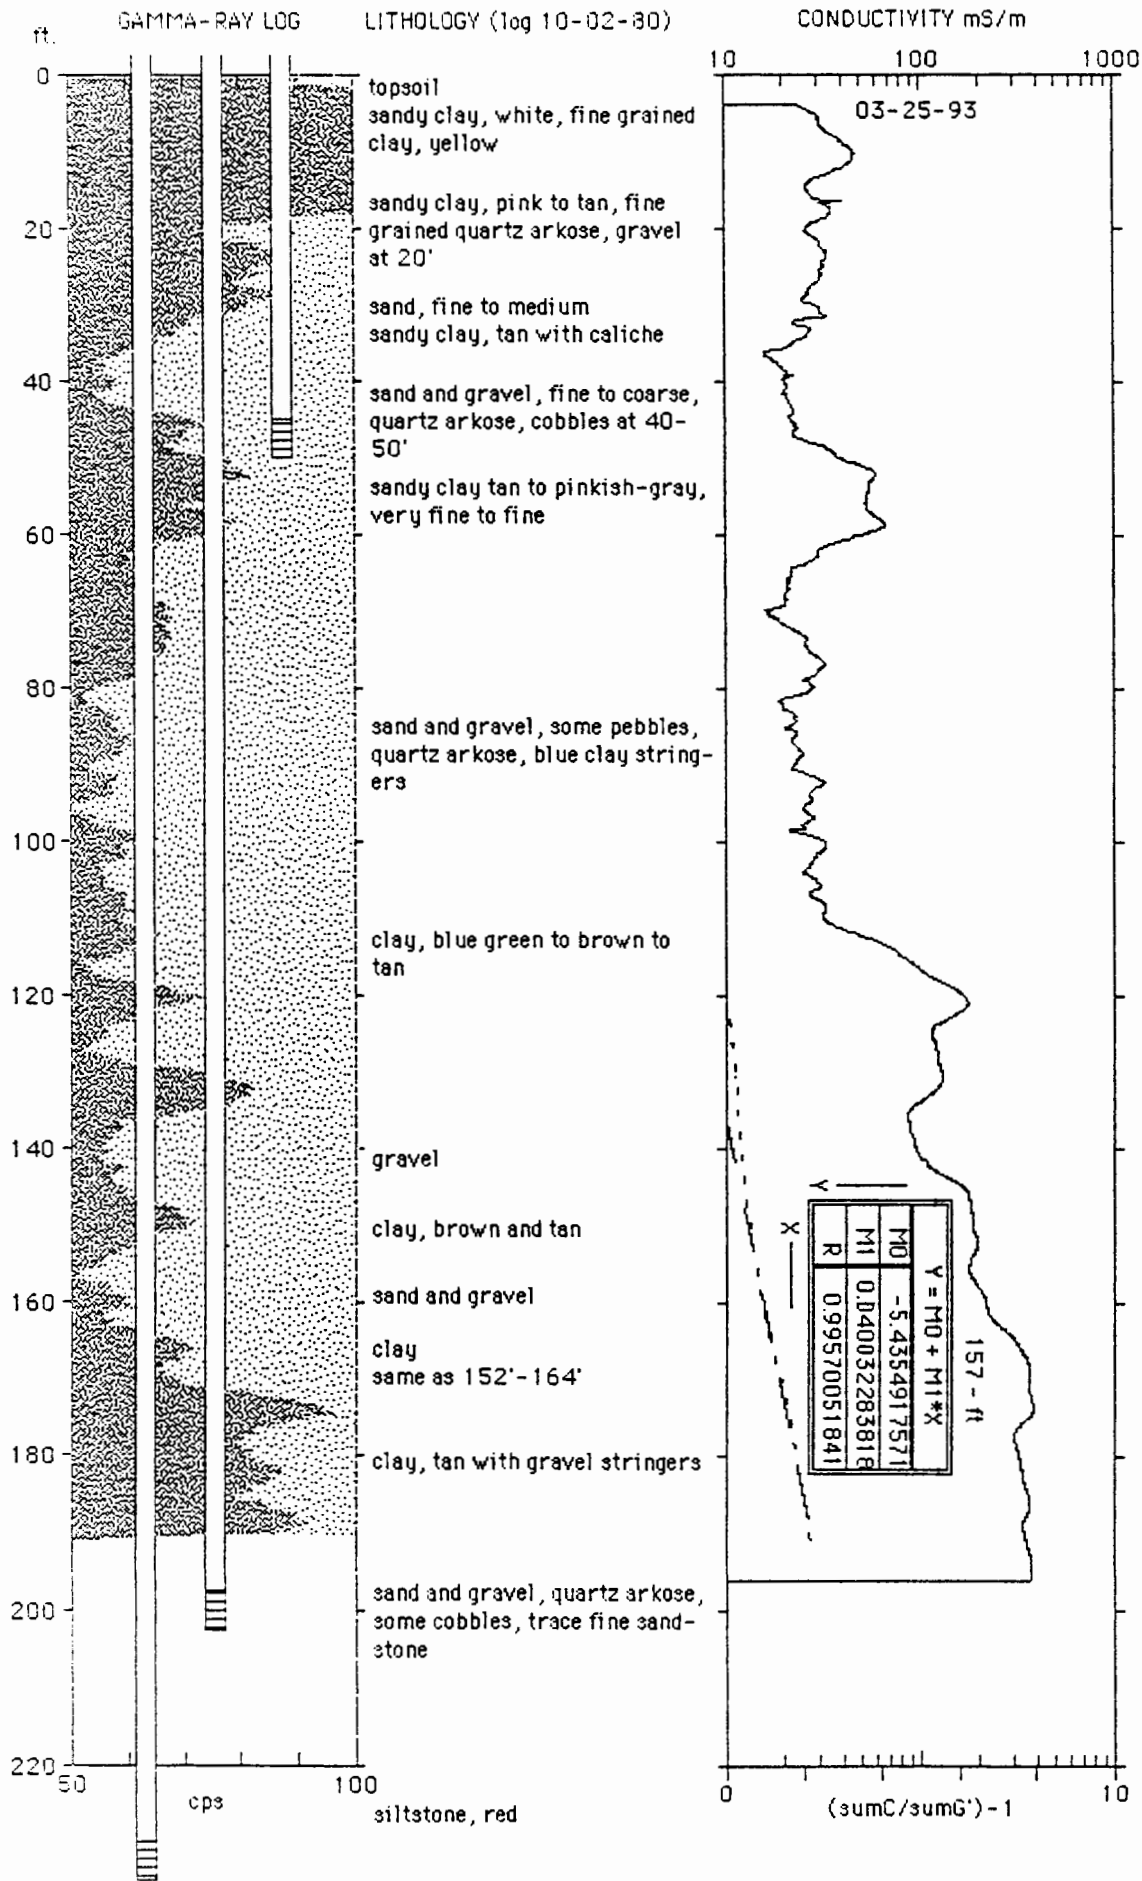 GAMMA-RAY LOG
LITHOLOGY (log 10-02-80)
CONDUCTIVITY mS/m
ft.
10 100 1000
03-25-93
0
20
40
60
80
100
120
140
160
180
200
220
topsoil
sandy clay, white, fine grained
clay, yellow
sandy clay, pink to tan, fine
grained quartz arkose, gravel
at 20'
sand, fine to medium
sandy clay, tan with caliche
sand and gravel, fine to coarse,
quartz arkose, cobbles at 40-
50'
sandy clay tan to pinkish-gray,
very fine to fine
sand and gravel, some pebbles,
quartz arkose, blue clay string-
ers
clay, blue green to brown to
tan
gravel
clay, brown and tan
sand and gravel
clay
same as 152'-164'
clay, tan with gravel stringers
sand and gravel, quartz arkose,
some cobbles, trace fine sand-
stone
siltstone, red
50 100
cps
Y
X
157 - ft
Y = M0 + M1*X
M0 -5.4354917571
M1 0.040032283818
R 0.99570051841
0 10
(sumC/sumG')-1